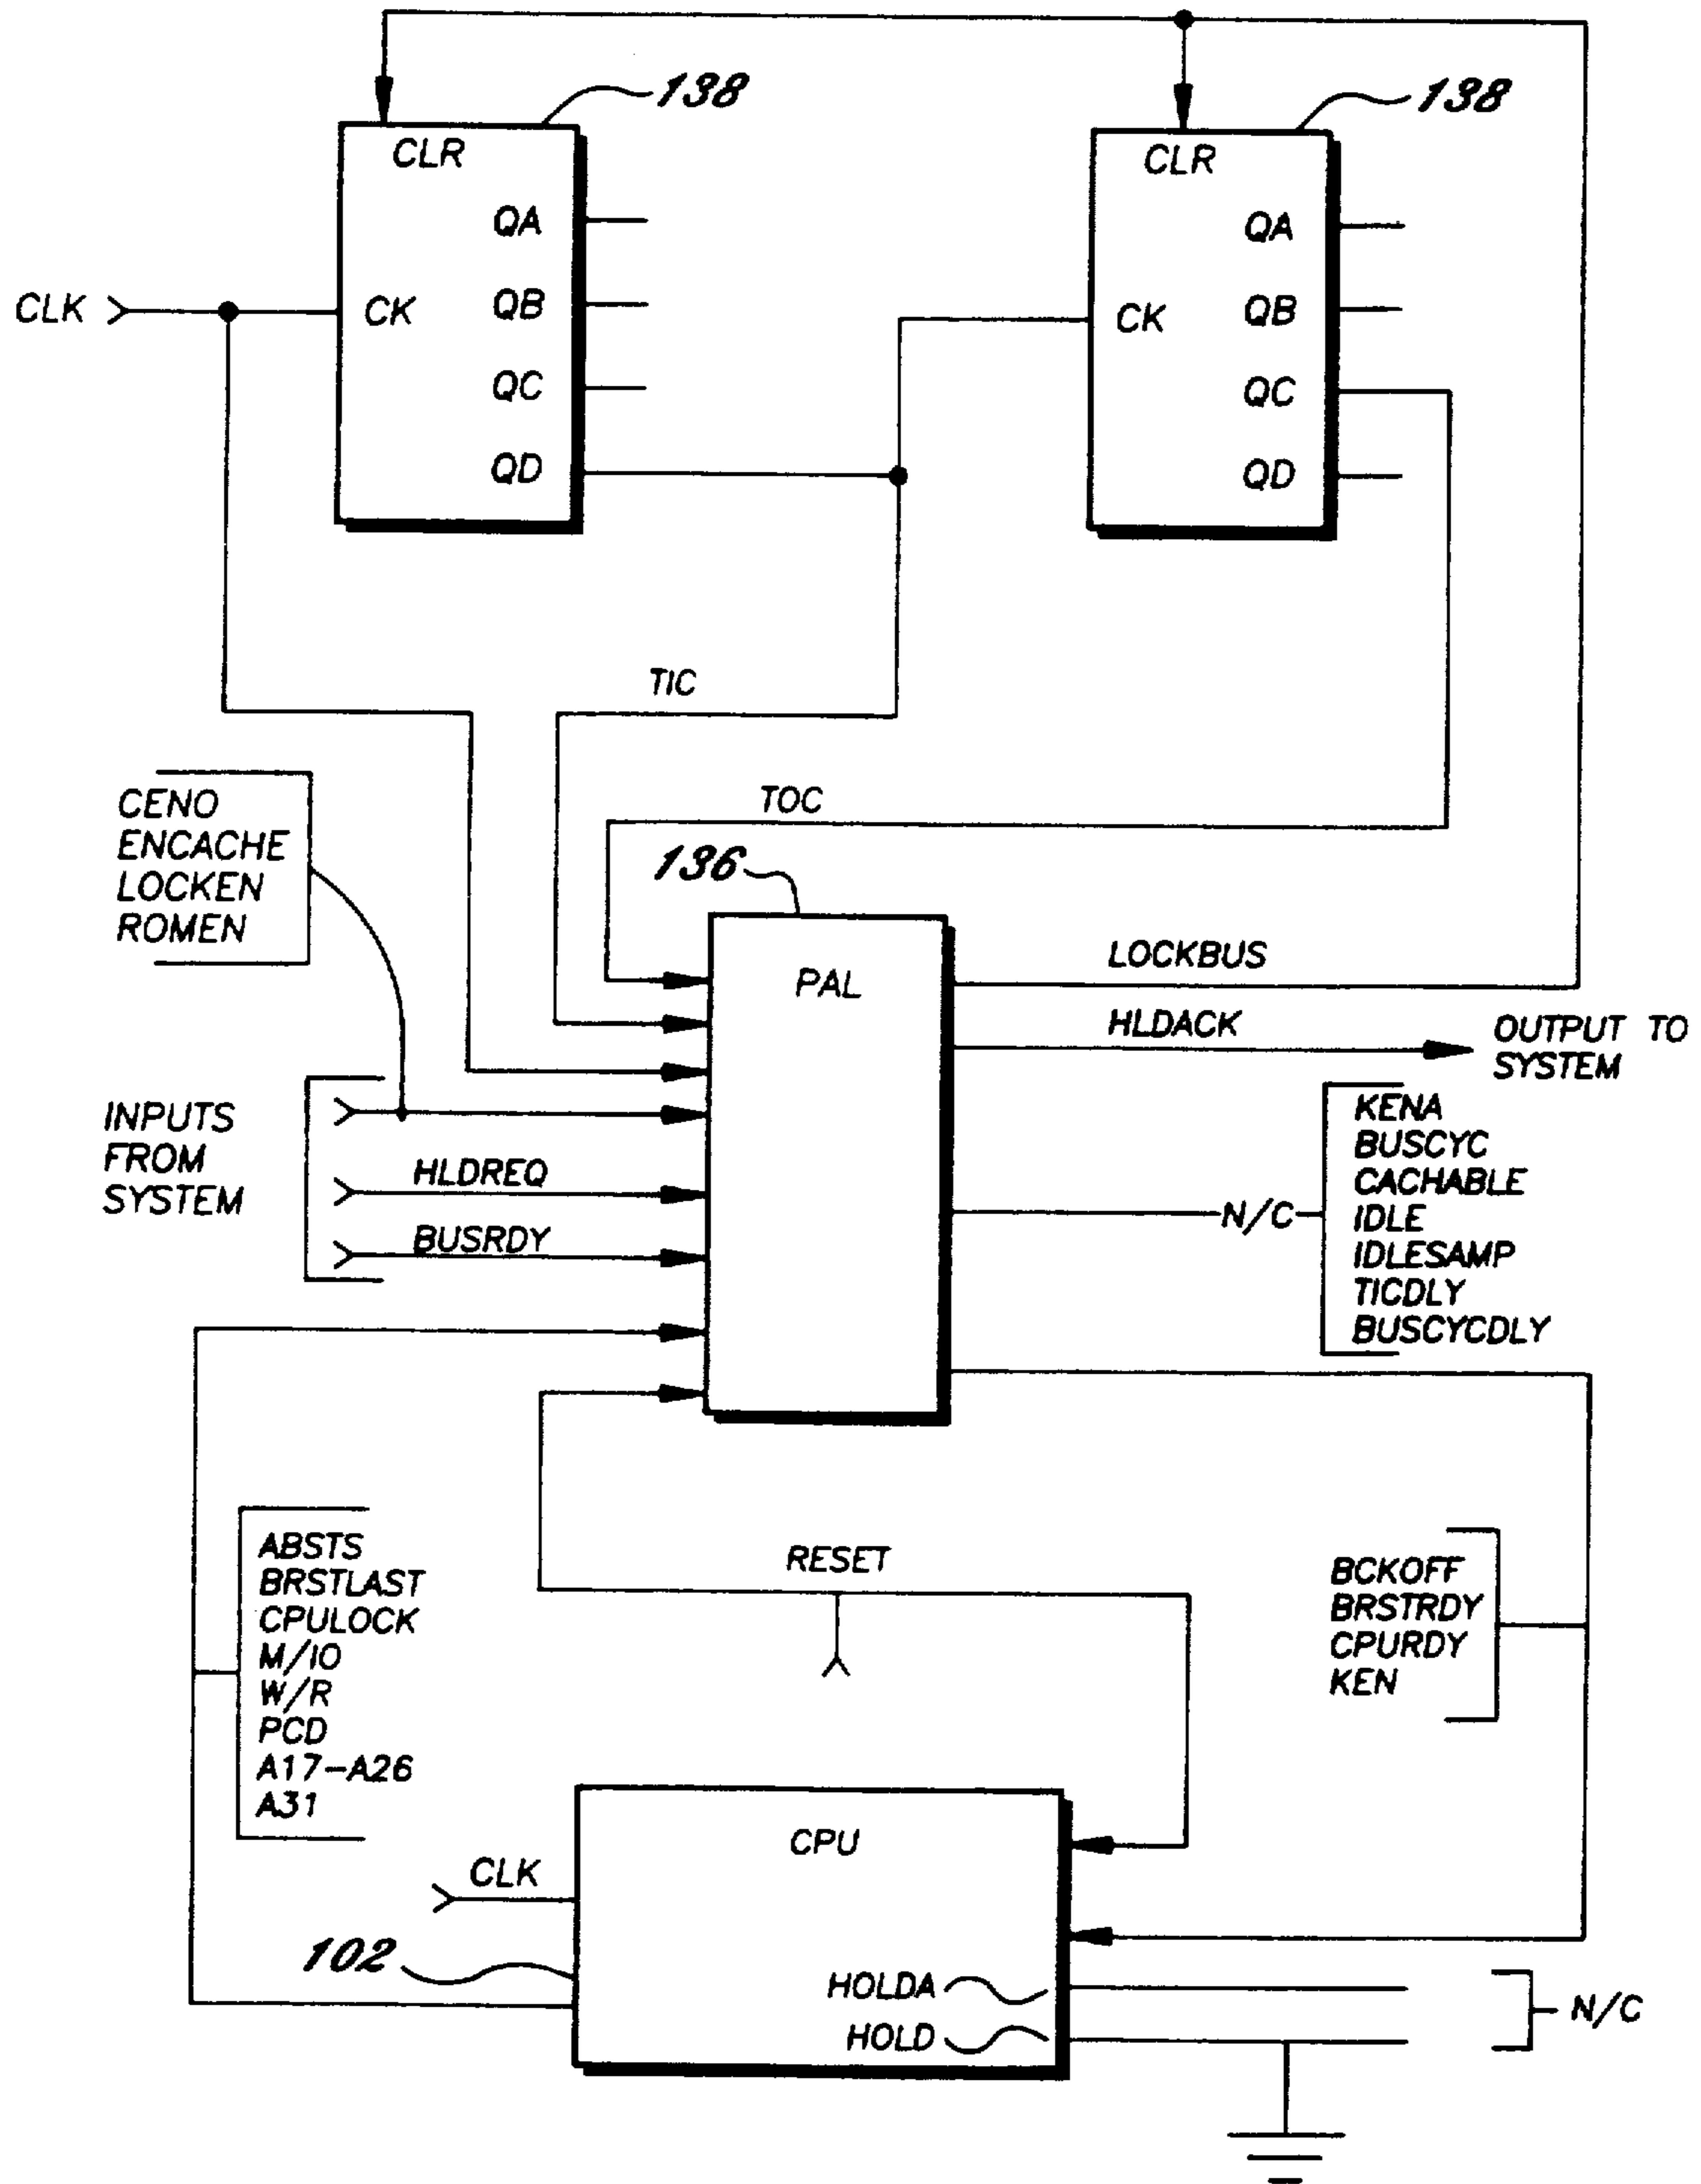 138
138
CLR
CLR
QA
QA
CLK
CK
QB
CK
QB
QC
QC
QD
QD
TIC
CENO
ENCACHE
LOCKEN
ROMEN
TOC
136
PAL
LOCKBUS
HLDACK
OUTPUT TO
SYSTEM
INPUTS
FROM
SYSTEM
HLDREQ
BUSRDY
N/C
KENA
BUSCYC
CACHABLE
IDLE
IDLESAMP
TICDLY
BUSCYCDLY
ABSTS
BRSTLAST
CPULOCK
M/IO
W/R
PCD
A17-A26
A31
RESET
BCKOFF
BRSTRDY
CPURDY
KEN
CPU
CLK
102
HOLDA
HOLD
N/C